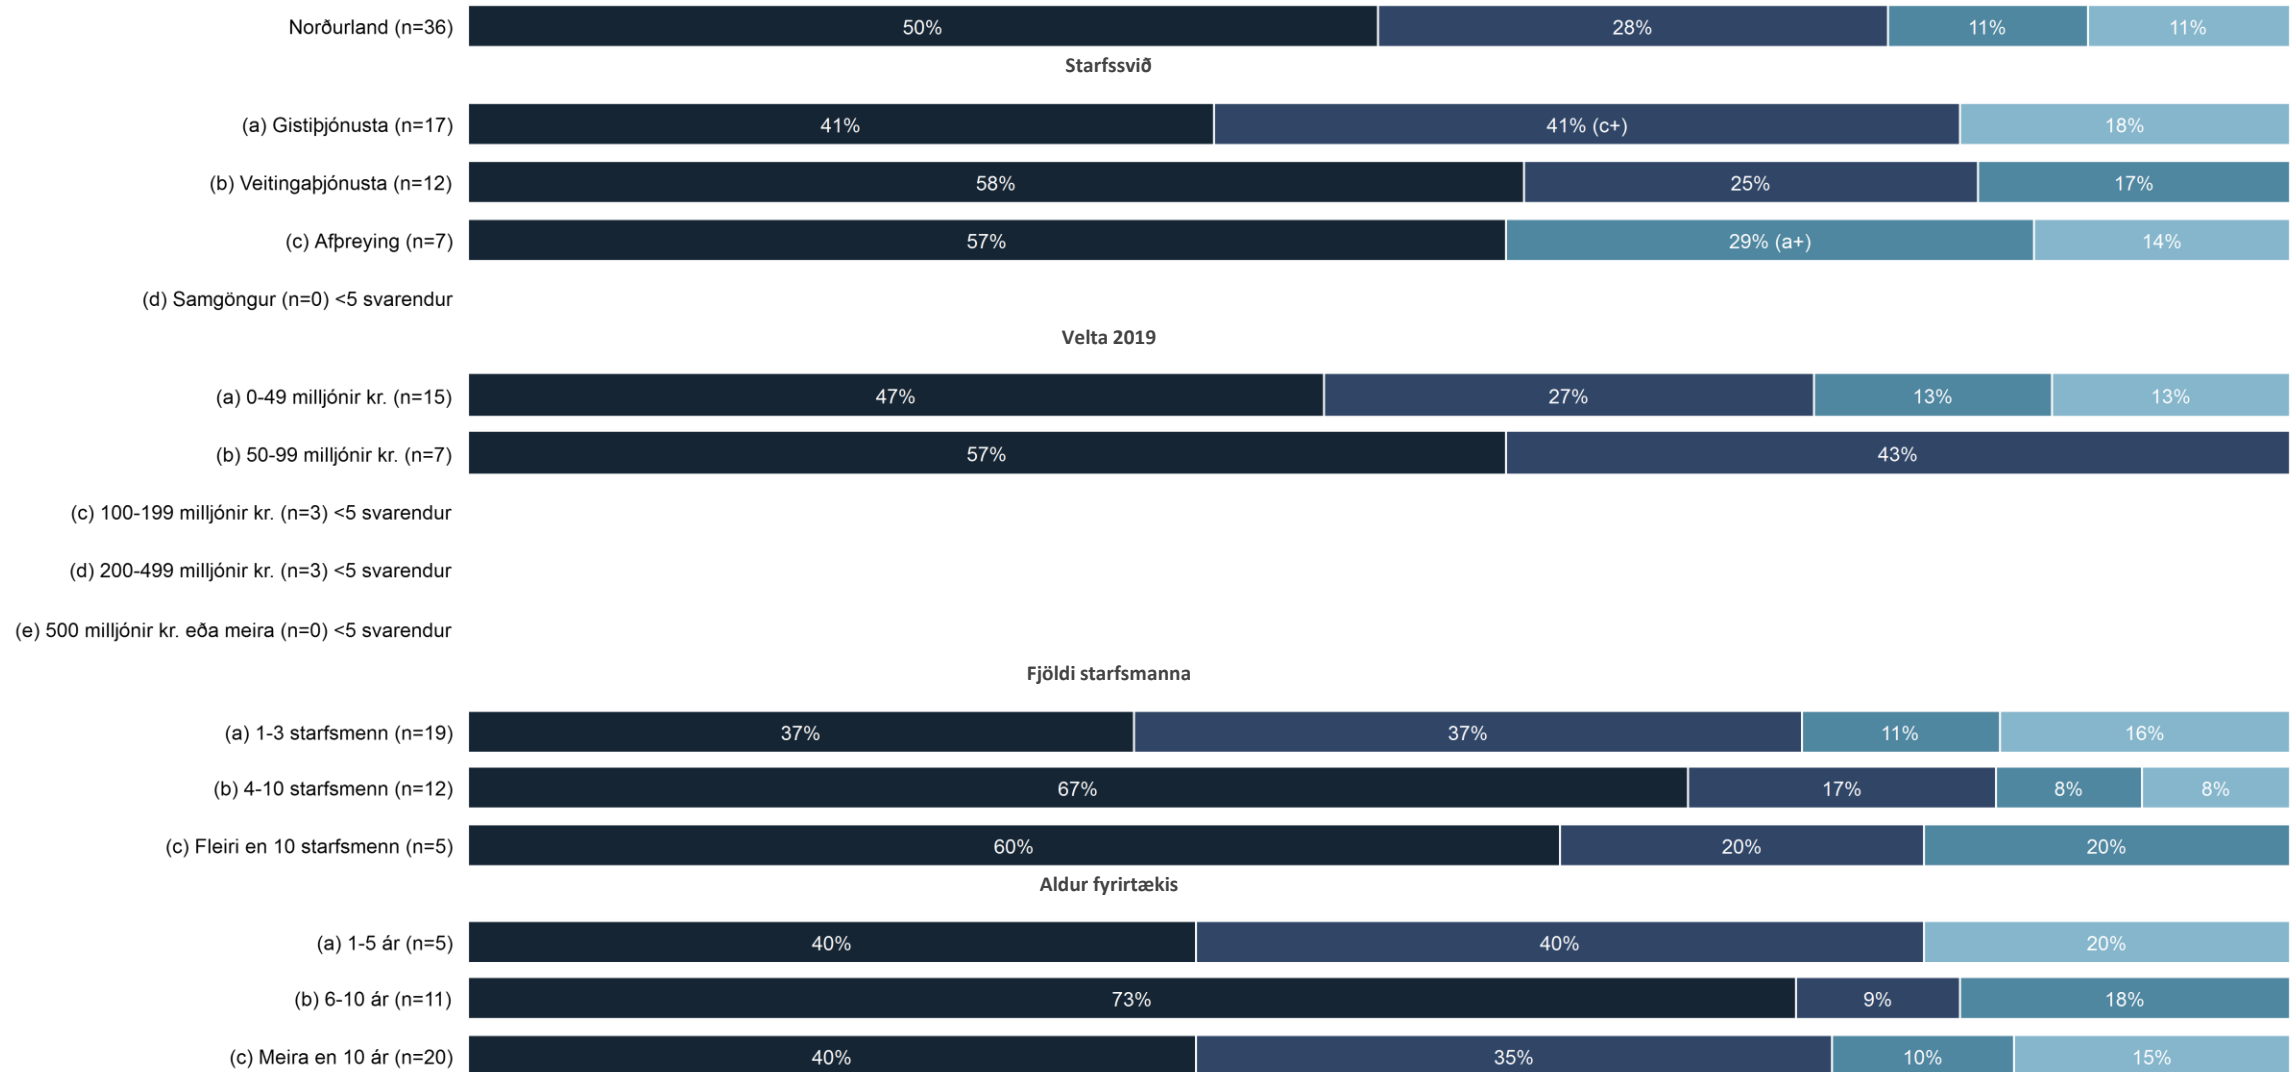 Norðurland (n=36) 50% 28% 11% 11%
Starfssvið
(a) Gistiþjónusta (n=17) 41% 41% (c+) 18%
(b) Veitingaþjónusta (n=12) 58% 25% 17%
(c) Afþreying (n=7) 57% 29% (a+) 14%
(d) Samgöngur (n=0) <5 svarendur
Velta 2019
(a) 0-49 milljónir kr. (n=15) 47% 27% 13% 13%
(b) 50-99 milljónir kr. (n=7) 57% 43%
(c) 100-199 milljónir kr. (n=3) <5 svarendur
(d) 200-499 milljónir kr. (n=3) <5 svarendur
(e) 500 milljónir kr. eða meira (n=0) <5 svarendur
Fjöldi starfsmanna
(a) 1-3 starfsmenn (n=19) 37% 37% 11% 16%
(b) 4-10 starfsmenn (n=12) 67% 17% 8% 8%
(c) Fleiri en 10 starfsmenn (n=5) 60% 20% 20%
Aldur fyrirtækis
(a) 1-5 ár (n=5) 40% 40% 20%
(b) 6-10 ár (n=11) 73% 9% 18%
(c) Meira en 10 ár (n=20) 40% 35% 10% 15%